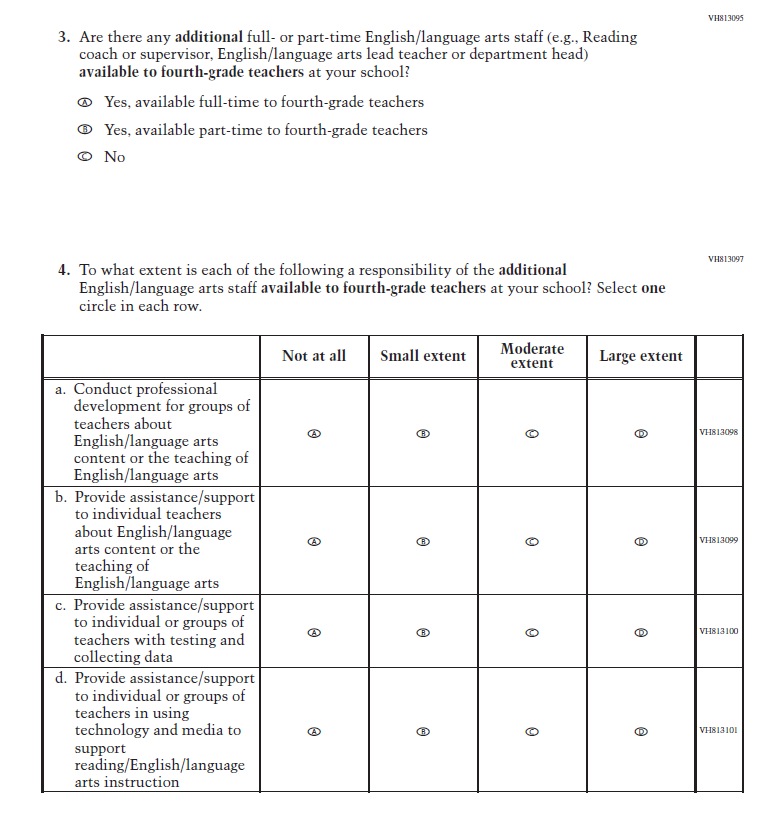 VH813095
3. Are there any additional full- or part-time English/language arts staff (e.g., Reading
coach or supervisor, English/language arts lead teacher or department head)
available to fourth-grade teachers at your school?
A Yes, available full-time to fourth-grade teachers
B Yes, available part-time to fourth-grade teachers
C No
VH813097
4. To what extent is each of the following a responsibility of the additional
English/language arts staff available to fourth-grade teachers at your school? Select one
circle in each row.
Not at all Small extent Moderate extent Large extent
a. Conduct professional
development for groups of
teachers about
English/language arts
content or the teaching of
English/language arts
A B C D VH813098
b. Provide assistance/support
to individual teachers
about English/language
arts content or the
teaching of
English/language arts
A B C D VH813099
c. Provide assistance/support
to individual or groups of
teachers with testing and
collecting data
A B C D VH813100
d. Provide assistance/support
to individual or groups of
teachers in using
technology and media to
support
reading/English/language
arts instruction
A B C D VH813101